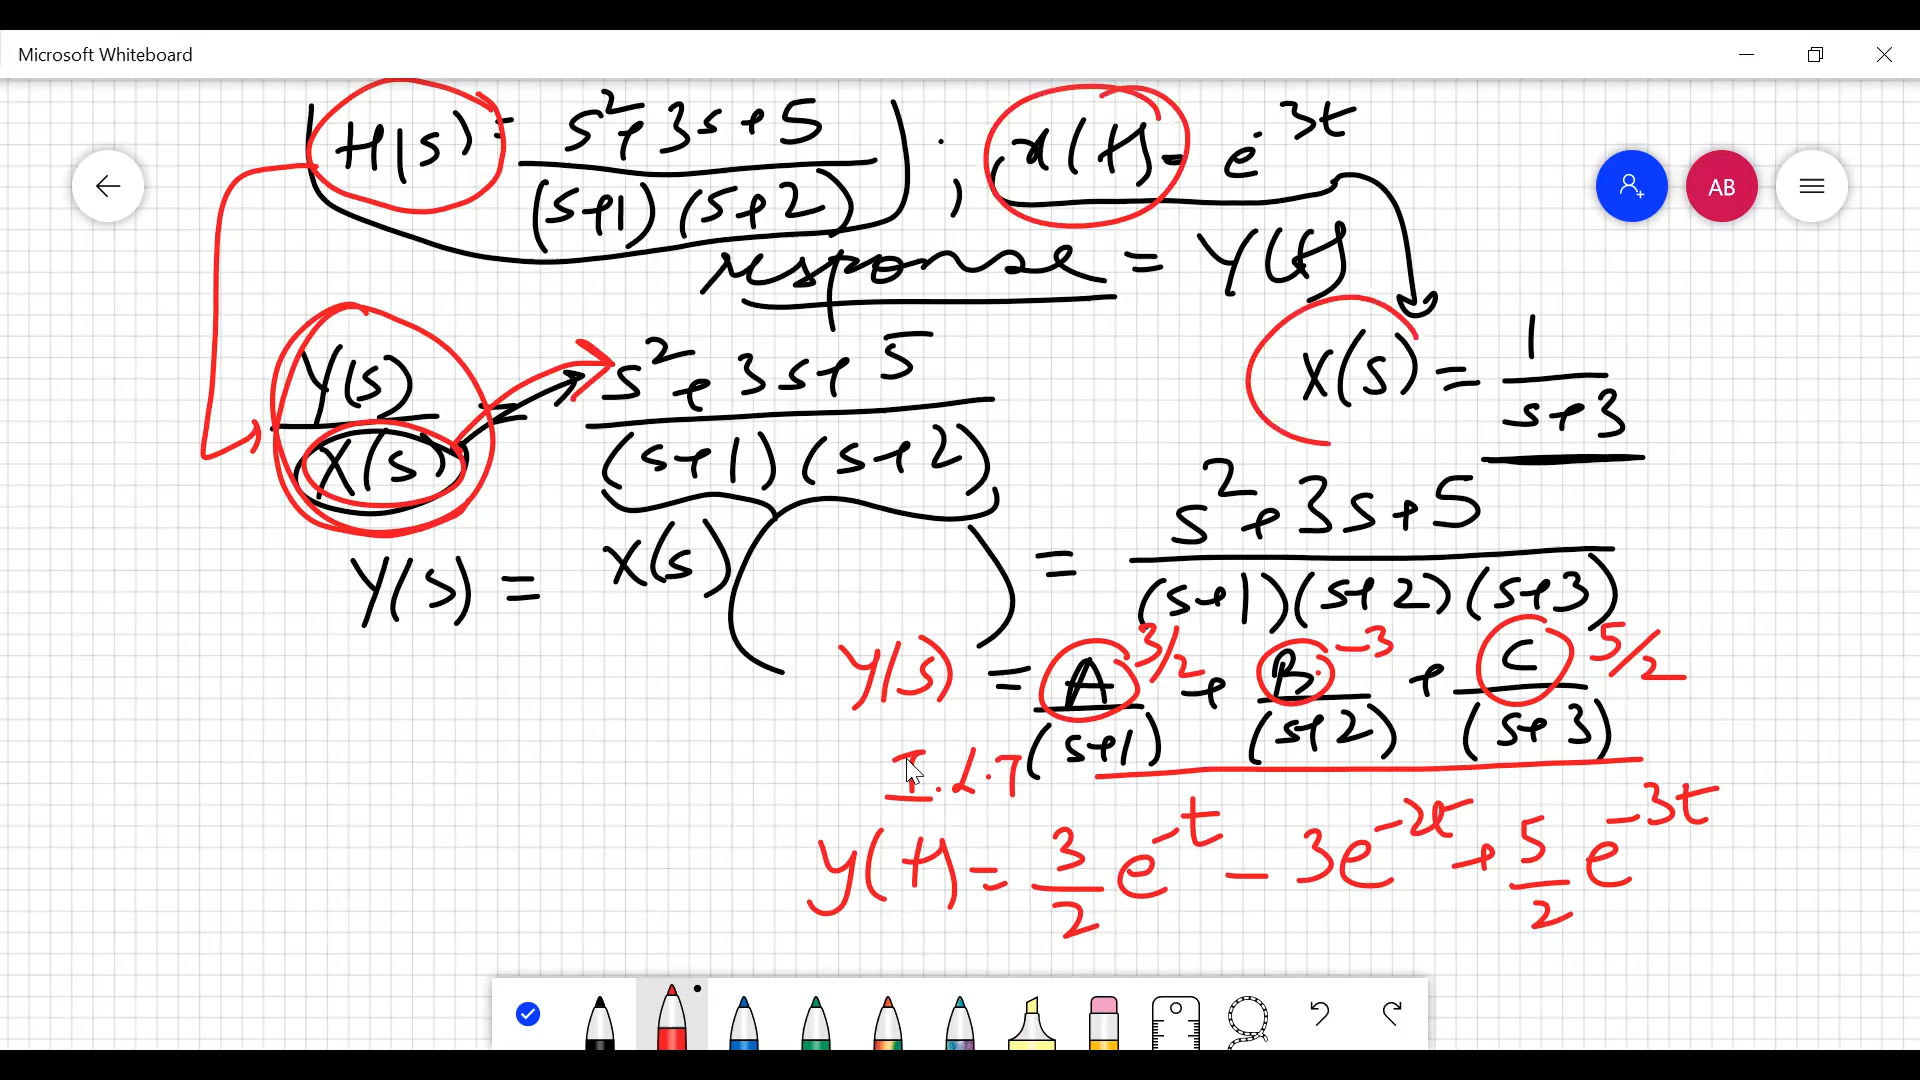 Microsoft Whiteboard
H(s) = s²+3s+5 / (s+1)(s+2) ; x(t) = e^-3t
response = Y(t)
Y(s) / X(s) = s²+3s+5 / (s+1)(s+2)
X(s) = 1 / s+3
Y(s) = X(s) ( ) = s²+3s+5 / (s+1)(s+2)(s+3)
Y(s) = A / (s+1) + B / (s+2) + C / (s+3)
3/2 -3 5/2
I.L.T
y(t) = 3/2 e^-t - 3e^-2t + 5/2 e^-3t
AB